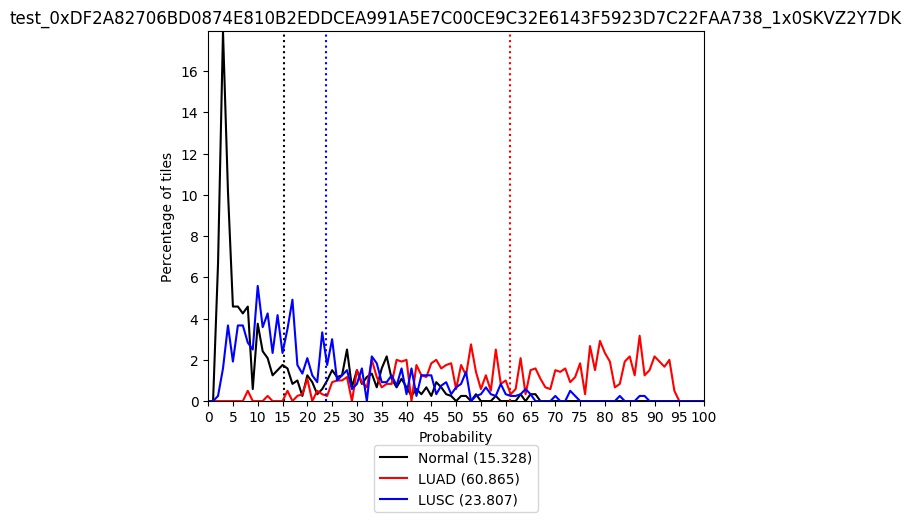 test_0xDF2A82706BD0874E810B2EDDCEA991A5E7C00CE9C32E6143F5923D7C22FAA738_1x0SKVZ2Y7DK
16
14
12
10
8
6
4
2
0
Percentage of tiles
0 5 10 15 20 25 30 35 40 45 50 55 60 65 70 75 80 85 90 95 100
Probability
Normal (15.328)
LUAD (60.865)
LUSC (23.807)